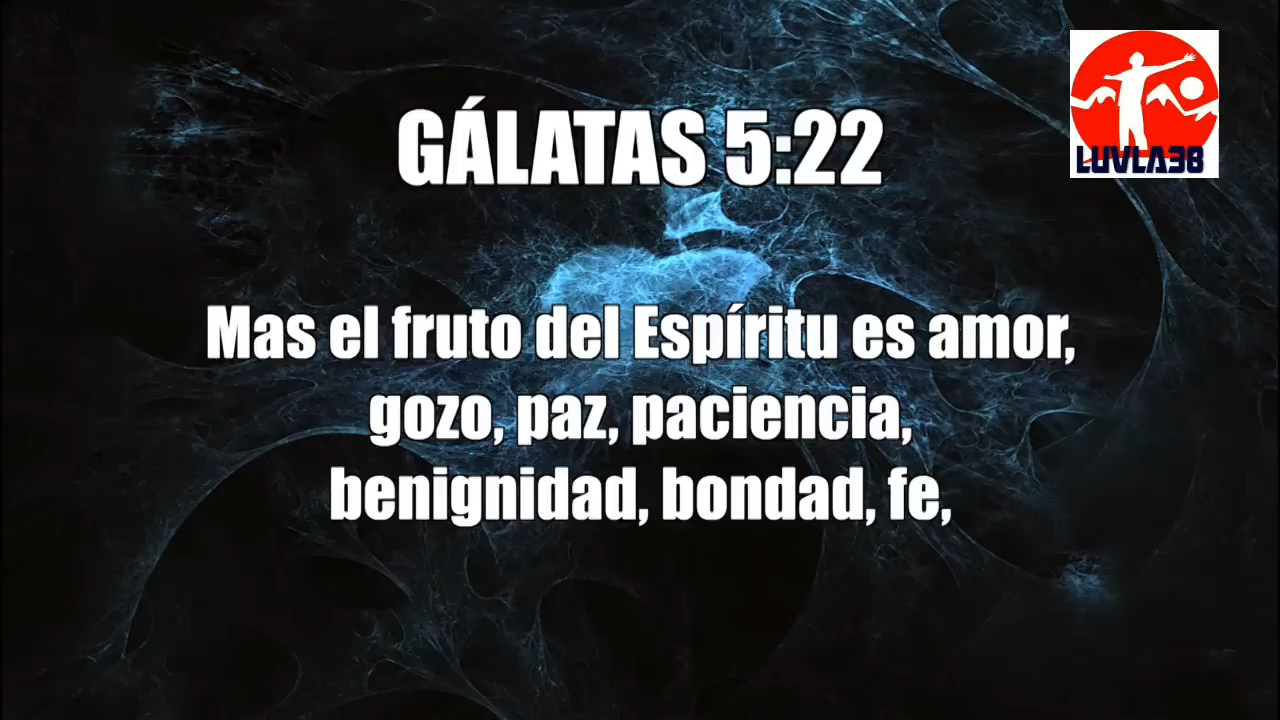 GÁLATAS 5:22
LUVLA38
Mas el fruto del Espíritu es amor,
gozo, paz, paciencia,
benignidad, bondad, fe,